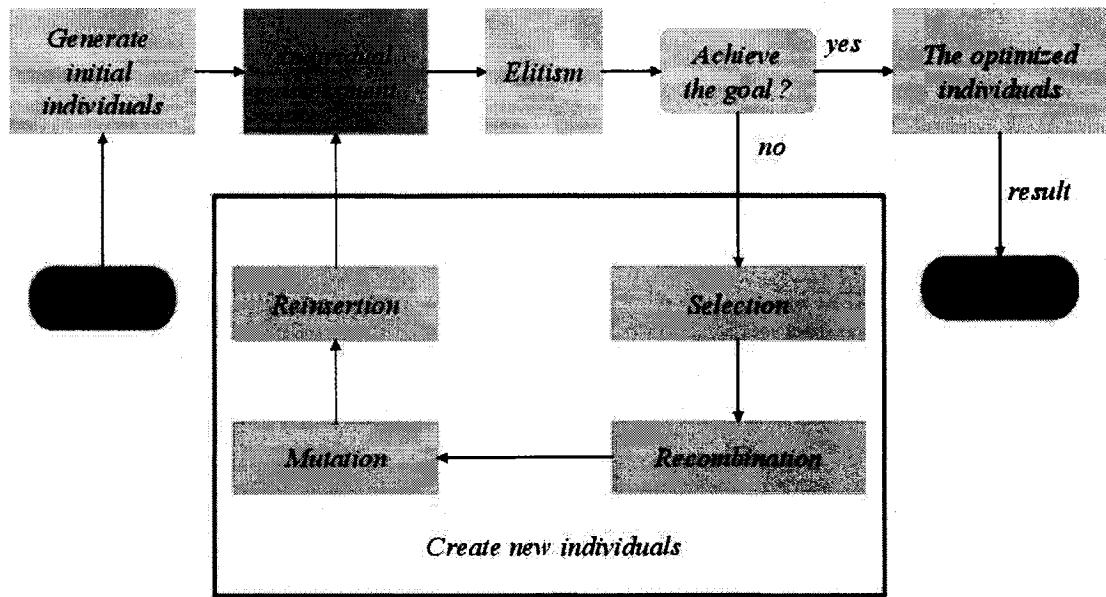 Generate
initial
individuals
Individual
Elitism
Achieve
the goal ?
yes
The optimized
individuals
no
result
Reinsertion
Selection
Mutation
Recombination
Create new individuals